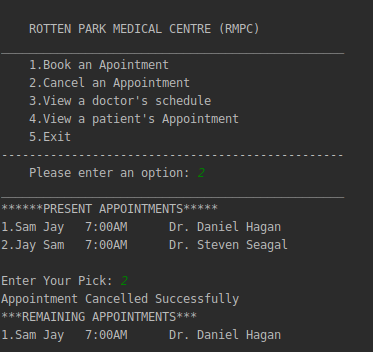 ROTTEN PARK MEDICAL CENTRE (RMPC)
1.Book an Apointment
2.Cancel an Appointment
3.View a doctor's schedule
4.View a patient's Appointment
5.Exit
-------------------------------------------------
Please enter an option: 2
******PRESENT APPOINTMENTS*****
1.Sam Jay 7:00AM Dr. Daniel Hagan
2.Jay Sam 7:00AM Dr. Steven Seagal
Enter Your Pick: 2
Appointment Cancelled Successfully
***REMAINING APPOINTMENTS***
1.Sam Jay 7:00AM Dr. Daniel Hagan